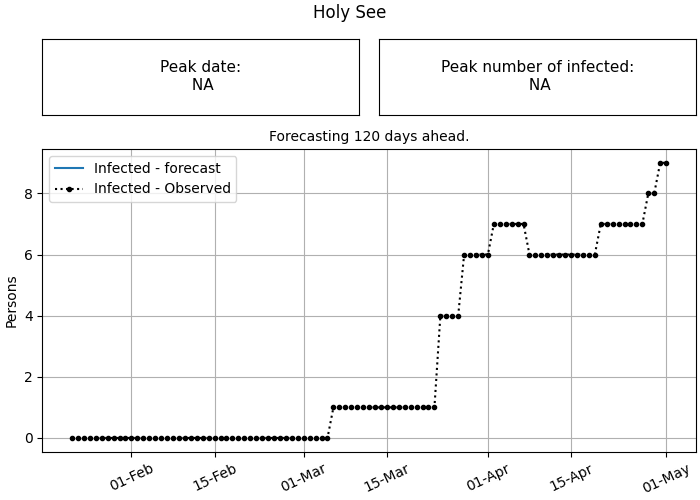 Holy See
Peak date:
NA
Peak number of infected:
NA
Forecasting 120 days ahead.
Infected - forecast
Infected - Observed
Persons
8
6
4
2
0
01-Feb
15-Feb
01-Mar
15-Mar
01-Apr
15-Apr
01-May